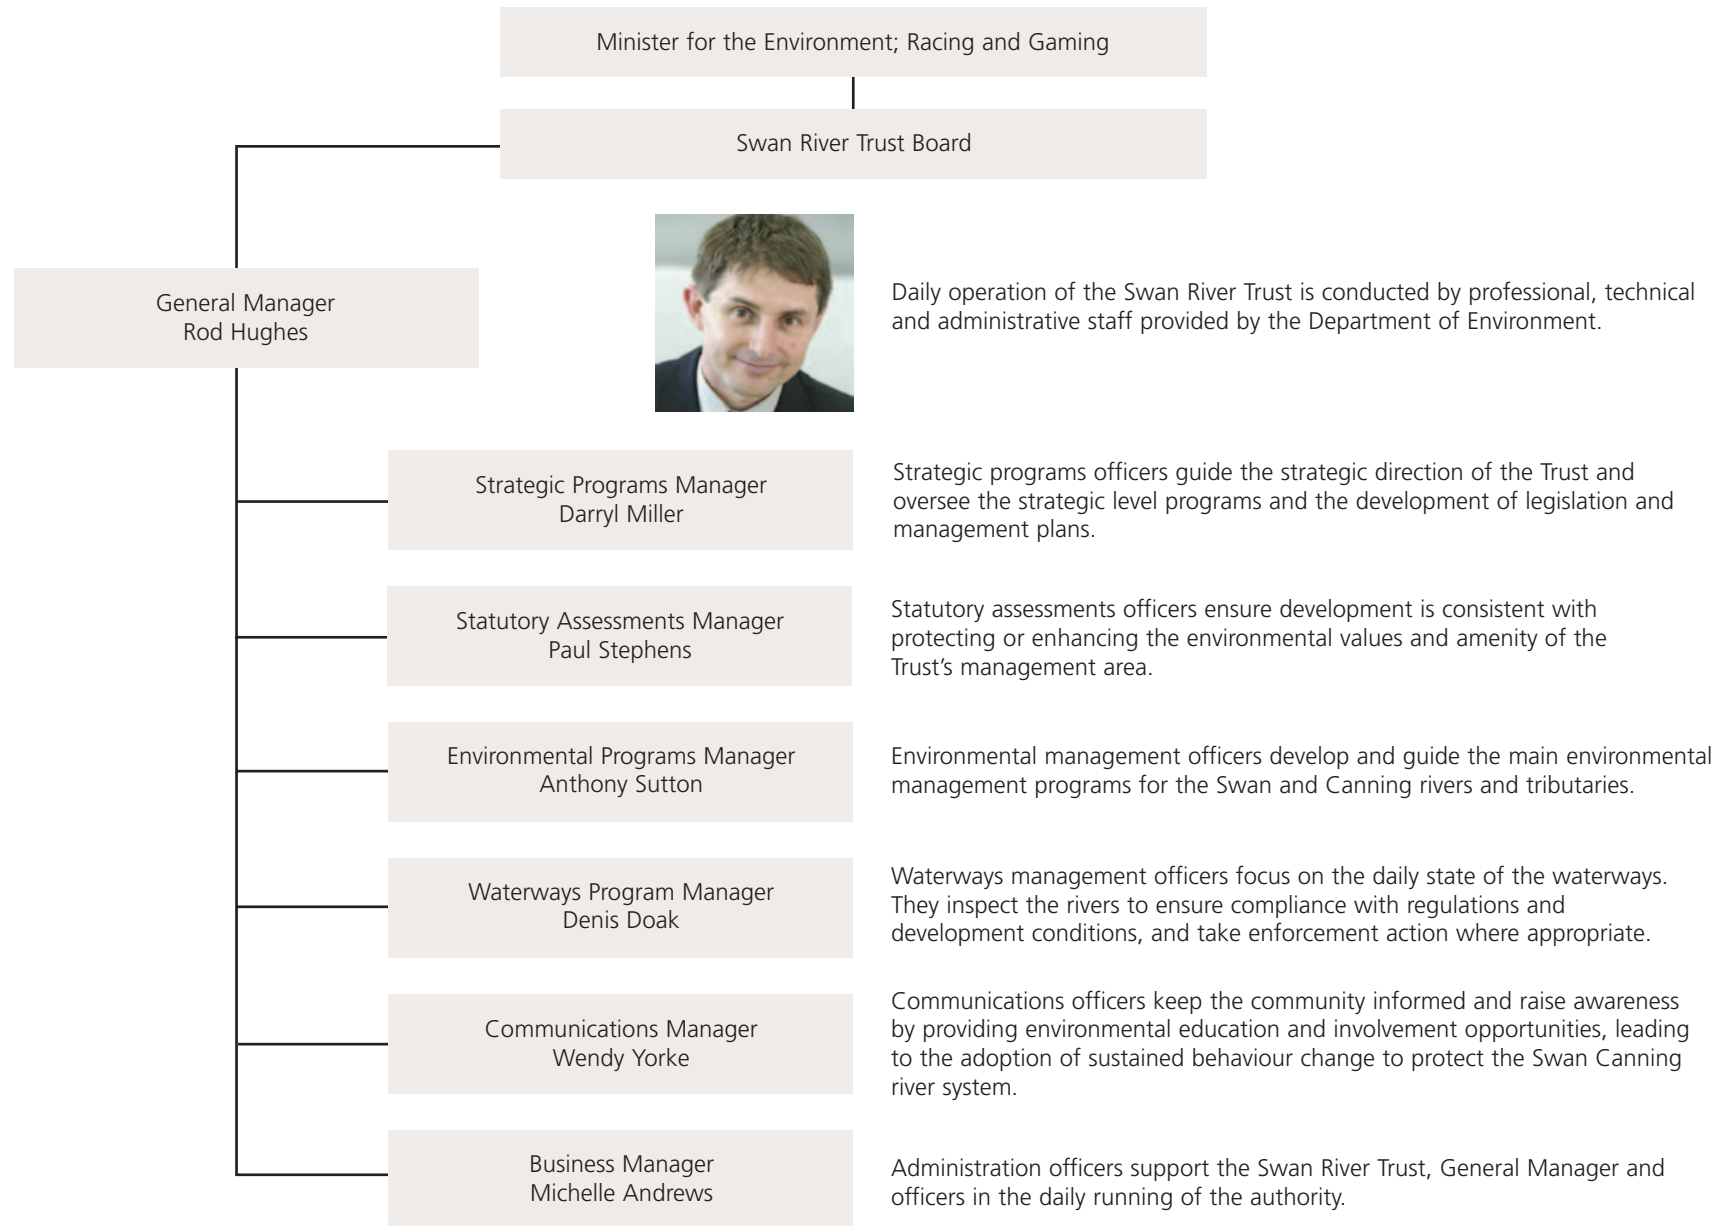 Minister for the Environment; Racing and Gaming
Swan River Trust Board
General Manager
Rod Hughes
Daily operation of the Swan River Trust is conducted by professional, technical
and administrative staff provided by the Department of Environment.
Strategic Programs Manager
Darryl Miller
Strategic programs officers guide the strategic direction of the Trust and
oversee the strategic level programs and the development of legislation and
management plans.
Statutory Assessments Manager
Paul Stephens
Statutory assessments officers ensure development is consistent with
protecting or enhancing the environmental values and amenity of the
Trust’s management area.
Environmental Programs Manager
Anthony Sutton
Environmental management officers develop and guide the main environmental
management programs for the Swan and Canning rivers and tributaries.
Waterways Program Manager
Denis Doak
Waterways management officers focus on the daily state of the waterways.
They inspect the rivers to ensure compliance with regulations and
development conditions, and take enforcement action where appropriate.
Communications Manager
Wendy Yorke
Communications officers keep the community informed and raise awareness
by providing environmental education and involvement opportunities, leading
to the adoption of sustained behaviour change to protect the Swan Canning
river system.
Business Manager
Michelle Andrews
Administration officers support the Swan River Trust, General Manager and
officers in the daily running of the authority.